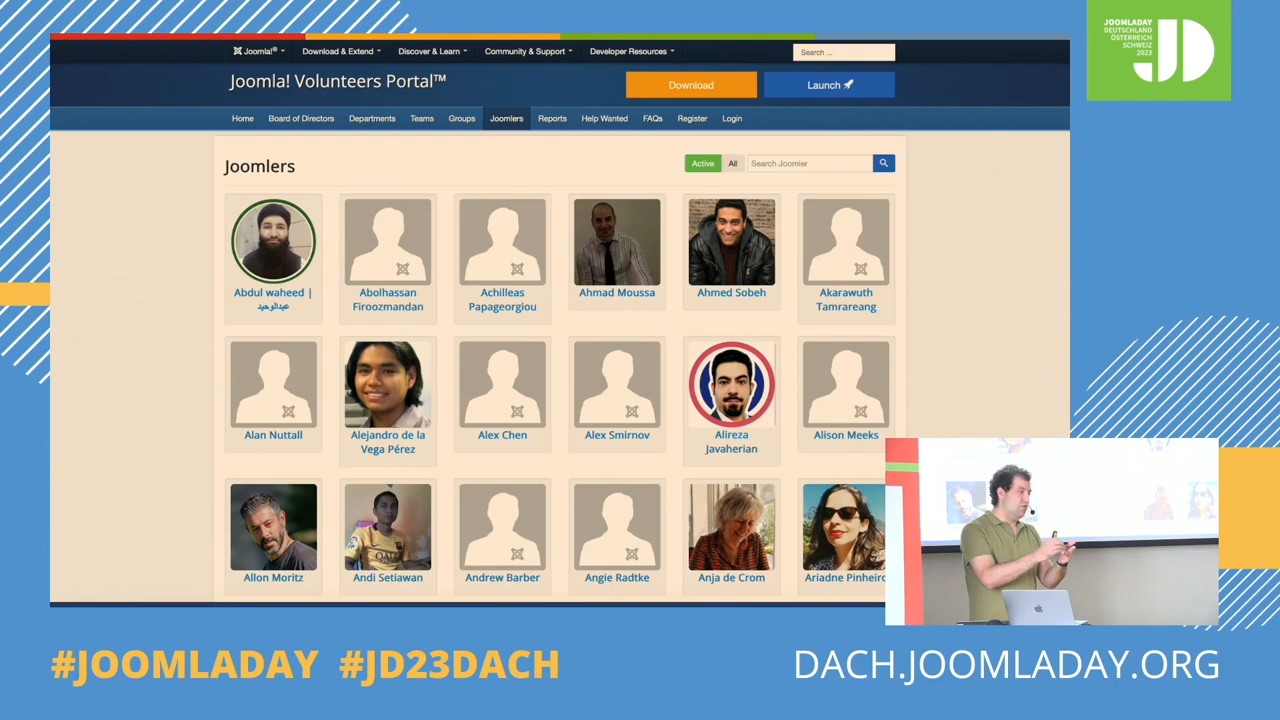 JOOMLADAY
DEUTSCHLAND
ÖSTERREICH
SCHWEIZ
2023
JD
Joomla!® Download & Extend Discover & Learn Community & Support Developer Resources Search ...
Joomla! Volunteers Portal™ Download Launch
Home Board of Directors Departments Teams Groups Joomlers Reports Help Wanted FAQs Register Login
Joomlers Active All Search Joomler
Abdul waheed |
عبدالوحید
Abolhassan
Firoozmandan
Achilleas
Papageorgiou
Ahmad Moussa
Ahmed Sobeh
Akarawuth
Tamrareang
Alan Nuttall
Alejandro de la
Vega Pérez
Alex Chen
Alex Smirnov
Alireza
Javaherian
Alison Meeks
Allon Moritz
Andi Setiawan
Andrew Barber
Angie Radtke
Anja de Crom
Ariadne Pinheiro
#JOOMLADAY #JD23DACH
DACH.JOOMLADAY.ORG